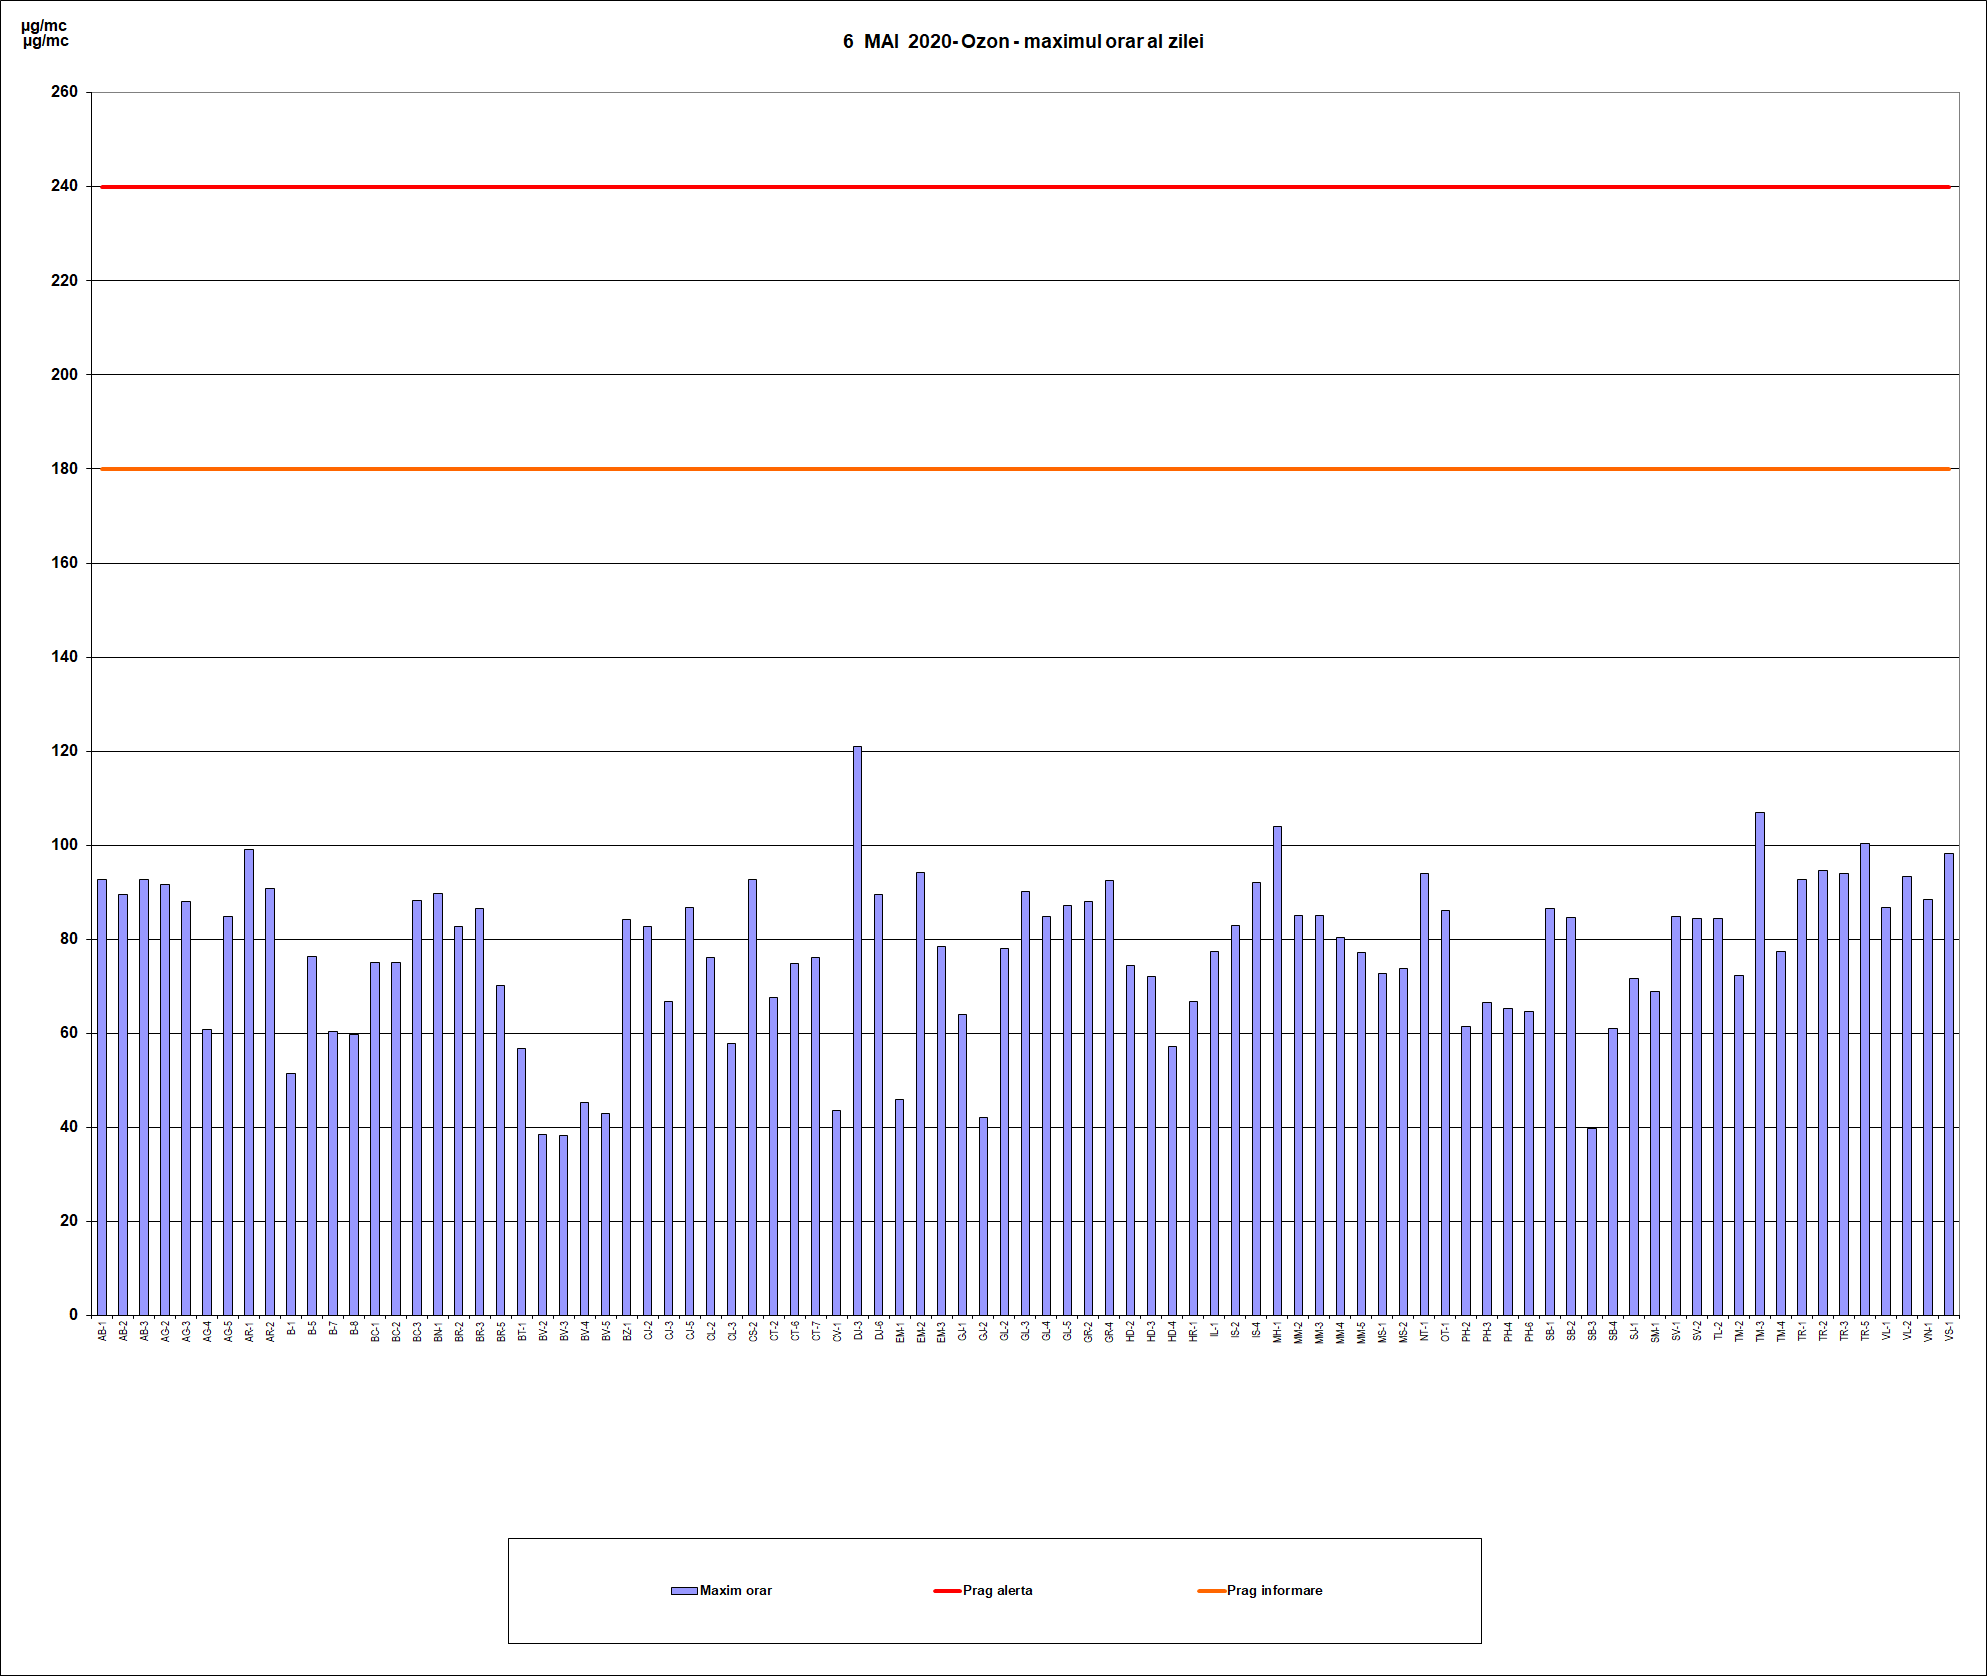 µg/mc
µg/mc
6 MAI 2020- Ozon - maximul orar al zilei
260
240
220
200
180
160
140
120
100
80
60
40
20
0
AB-1 AB-2 AB-3 AG-2 AG-3 AG-4 AG-5 AR-1 AR-2 B-1 B-5 B-7 B-8 BC-1 BC-2 BC-3 BN-1 BR-2 BR-3 BR-5 BT-1 BV-2 BV-3 BV-4 BV-5 BZ-1 CJ-2 CJ-3 CJ-5 CL-2 CL-3 CS-2 CT-2 CT-6 CT-7 CV-1 DJ-3 DJ-6 EM-1 EM-2 EM-3 GJ-1 GJ-2 GL-2 GL-3 GL-4 GL-5 GR-2 GR-4 HD-2 HD-3 HD-4 HR-1 IL-1 IS-2 IS-4 MH-1 MM-2 MM-3 MM-4 MM-5 MS-1 MS-2 NT-1 OT-1 PH-2 PH-3 PH-4 PH-6 SB-1 SB-2 SB-3 SB-4 SJ-1 SM-1 SV-1 SV-2 TL-2 TM-2 TM-3 TM-4 TR-1 TR-2 TR-3 TR-5 VL-1 VL-2 VN-1 VS-1
Maxim orar Prag alerta Prag informare